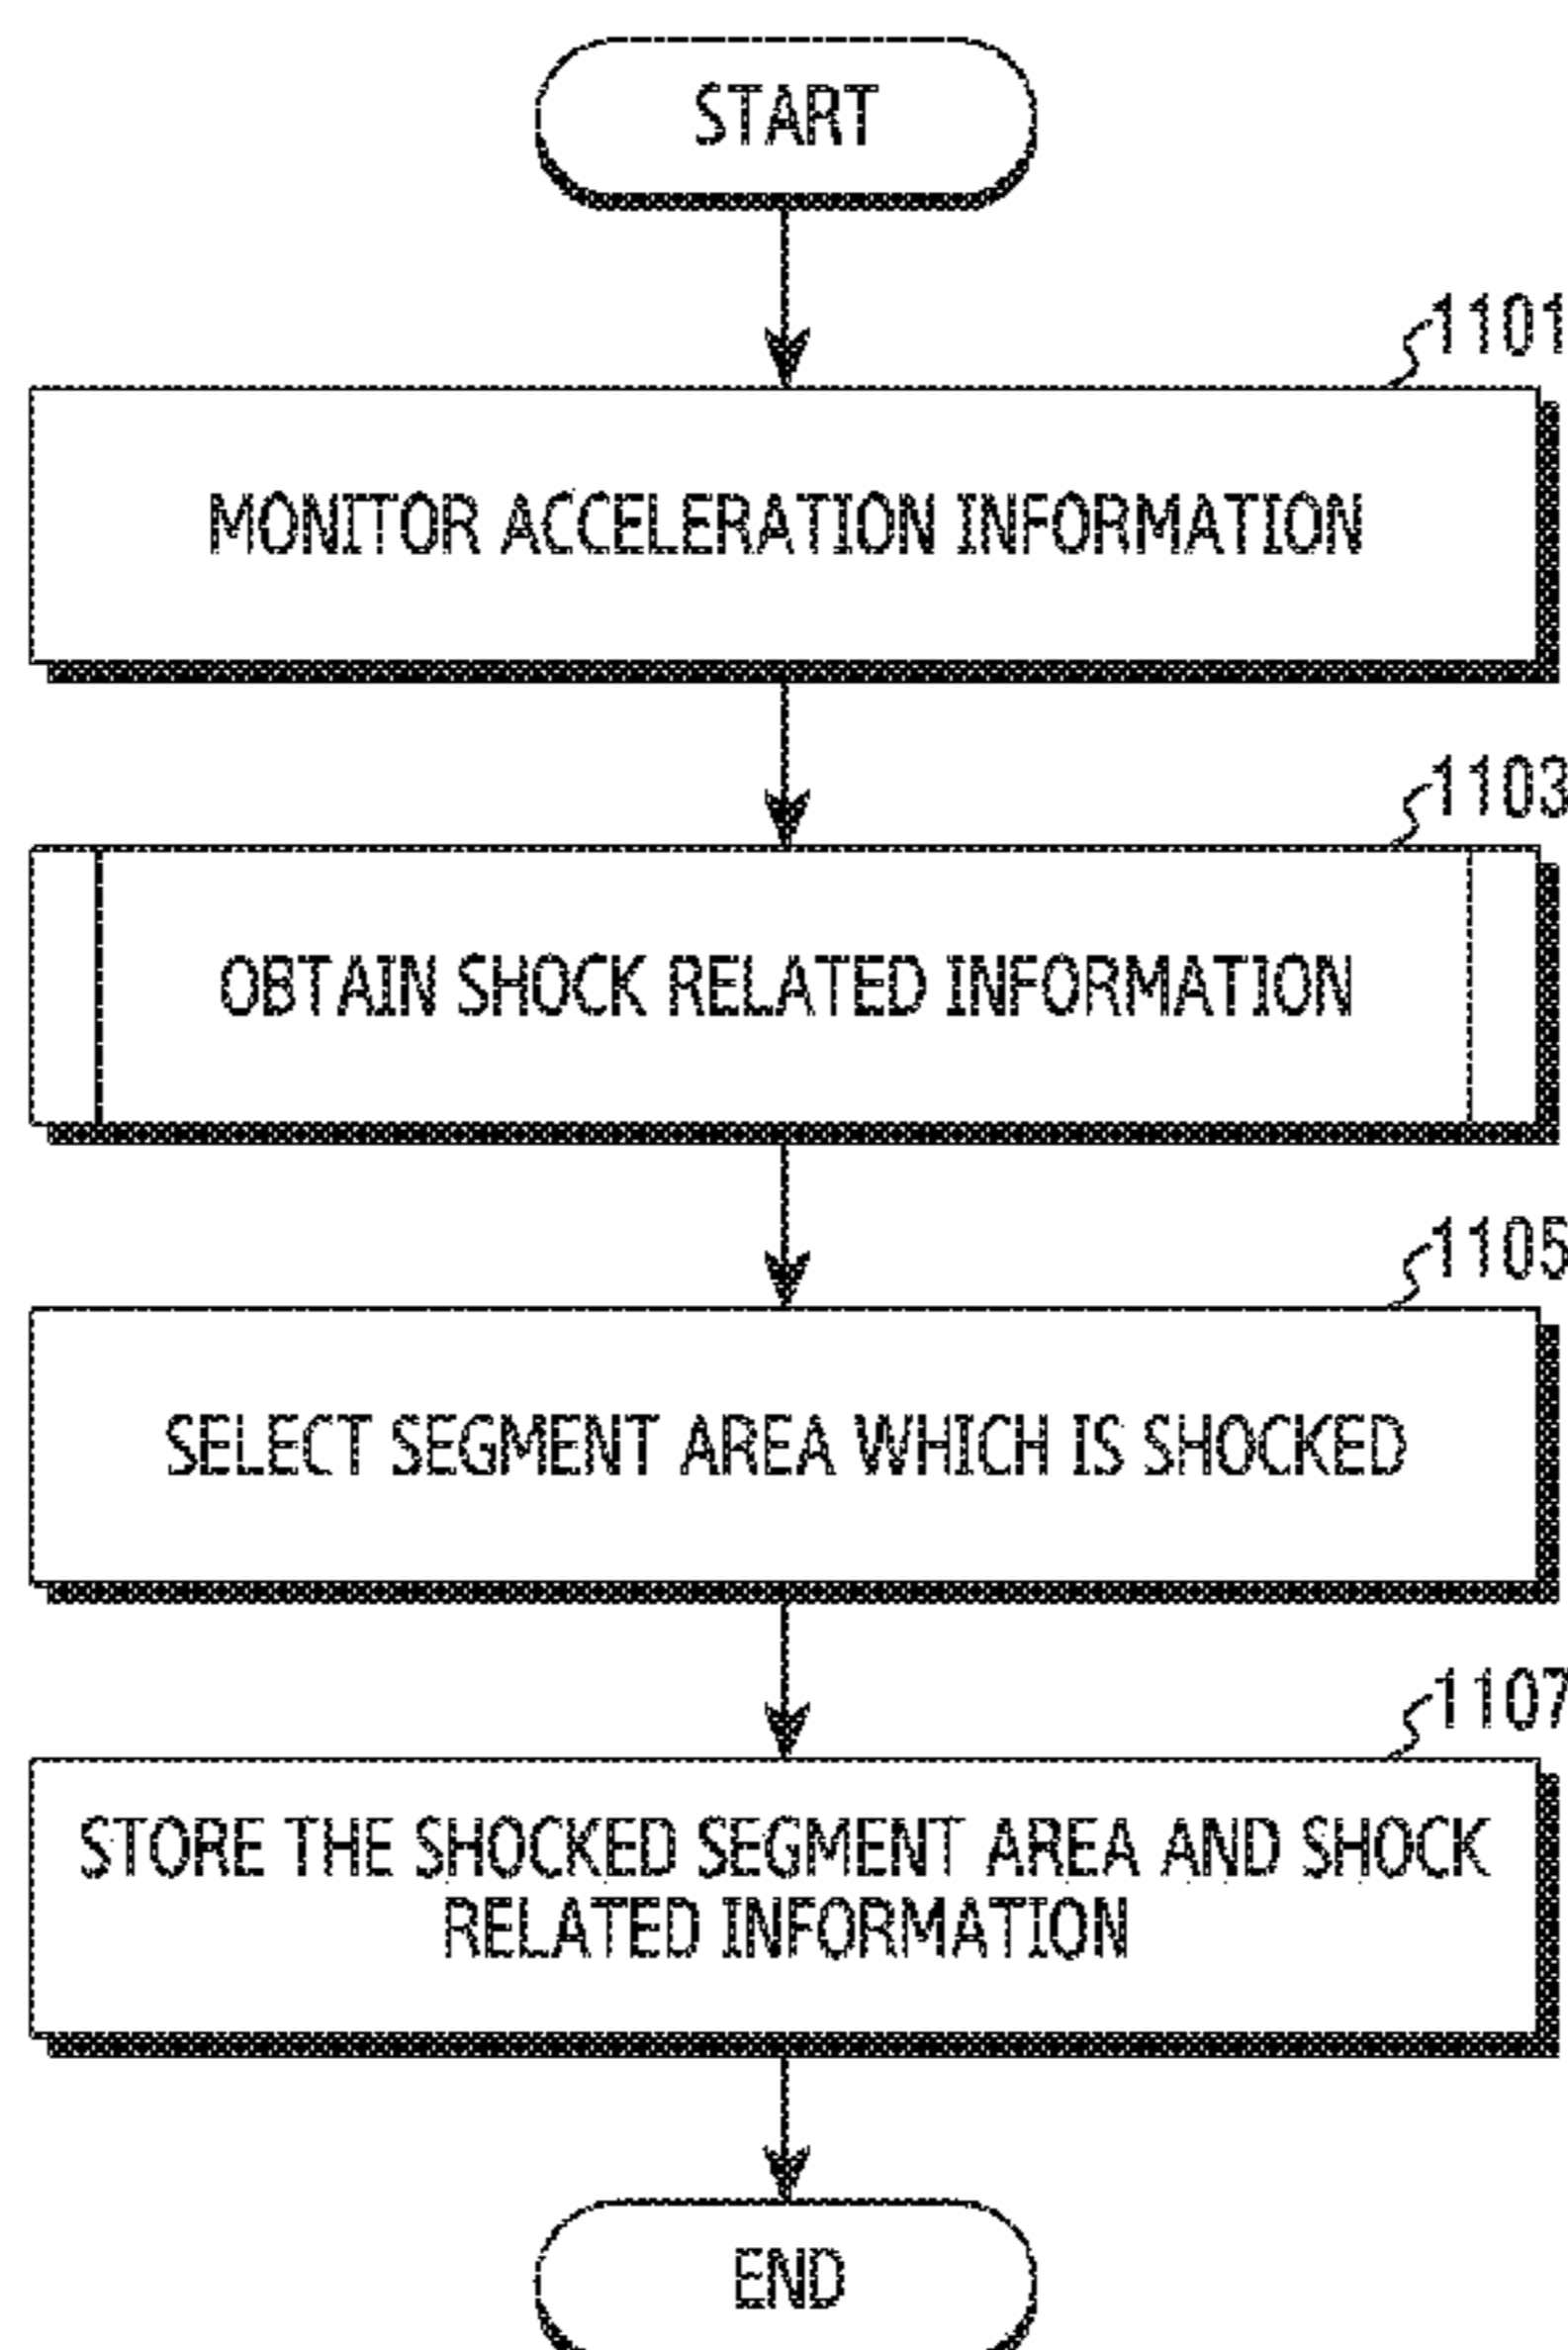 START
1101
MONITOR ACCELERATION INFORMATION
1103
OBTAIN SHOCK RELATED INFORMATION
1105
SELECT SEGMENT AREA WHICH IS SHOCKED
1107
STORE THE SHOCKED SEGMENT AREA AND SHOCK
RELATED INFORMATION
END